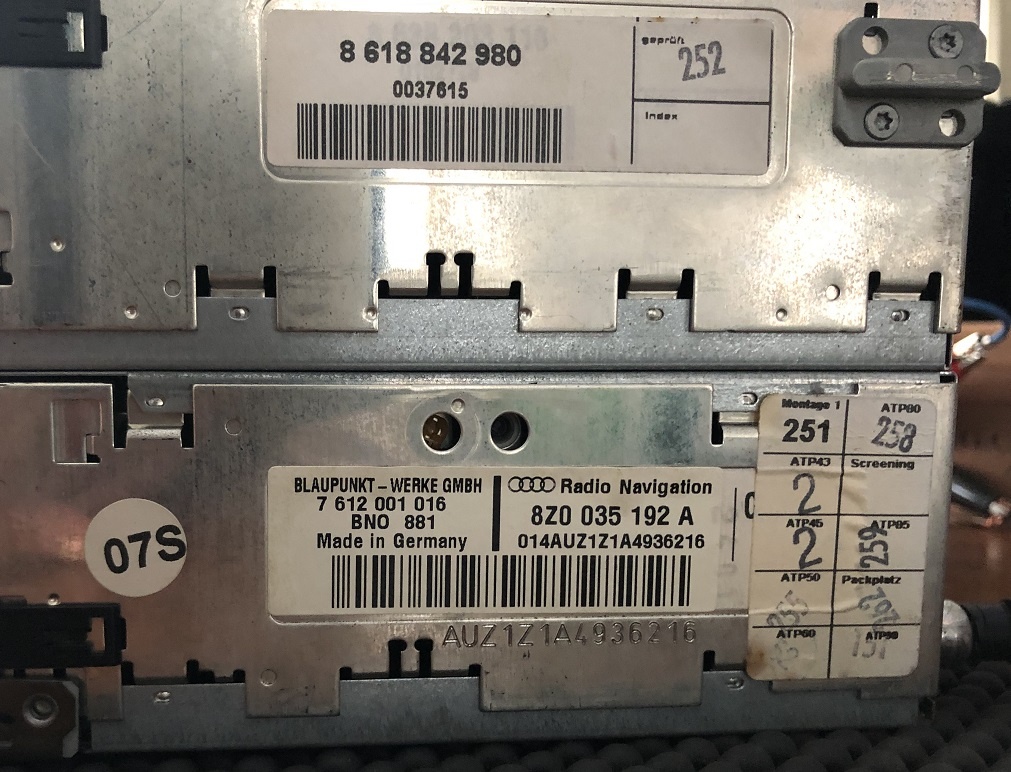 8 618 842 980
0037615
geprüft
252
Index
BLAUPUNKT – WERKE GMBH
7 612 001 016
BNO 881
Made in Germany
Radio Navigation
8Z0 035 192 A
014AUZ1Z1A4936216
AUZ1Z1A4936216
07S
Montage 1
251
ATP80
258
ATP43
2
Screening
ATP45
2
ATP85
259
ATP50
Packplatz
262
ATP60
ATP90